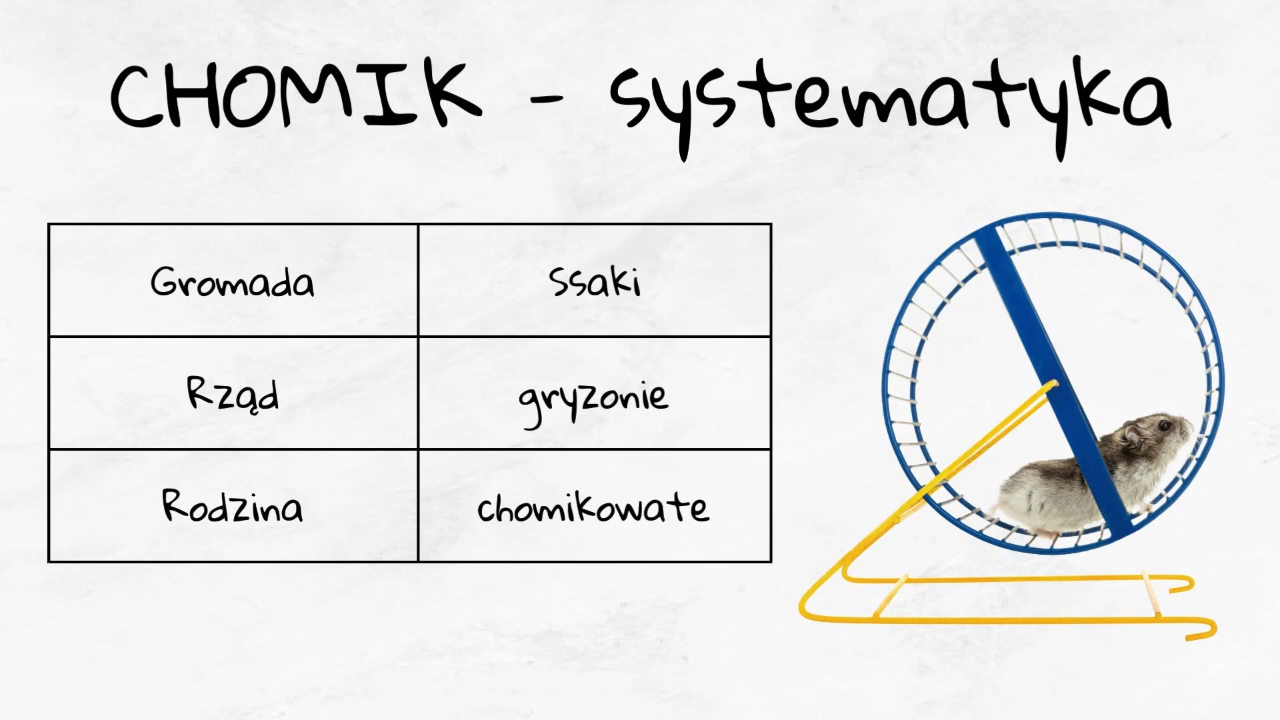 CHOMIK - systematyka
Gromada Ssaki
Rząd gryzonie
Rodzina chomikowate